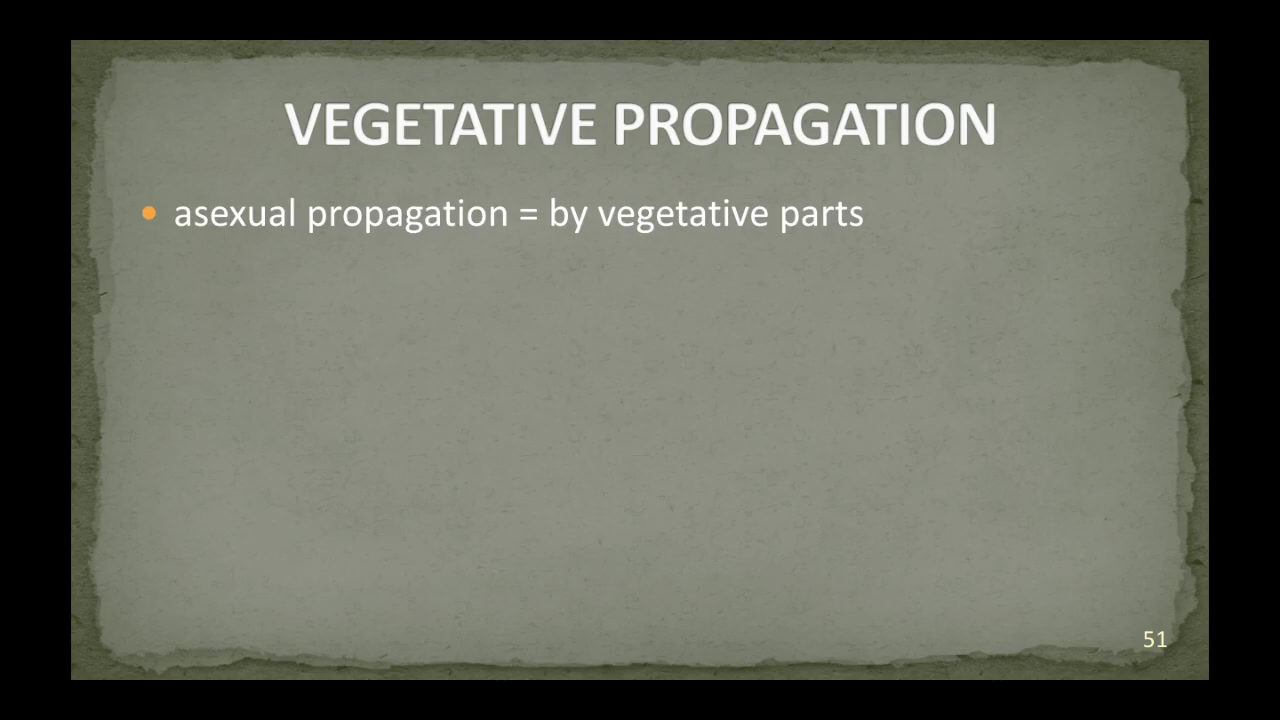 VEGETATIVE PROPAGATION
• asexual propagation = by vegetative parts
51